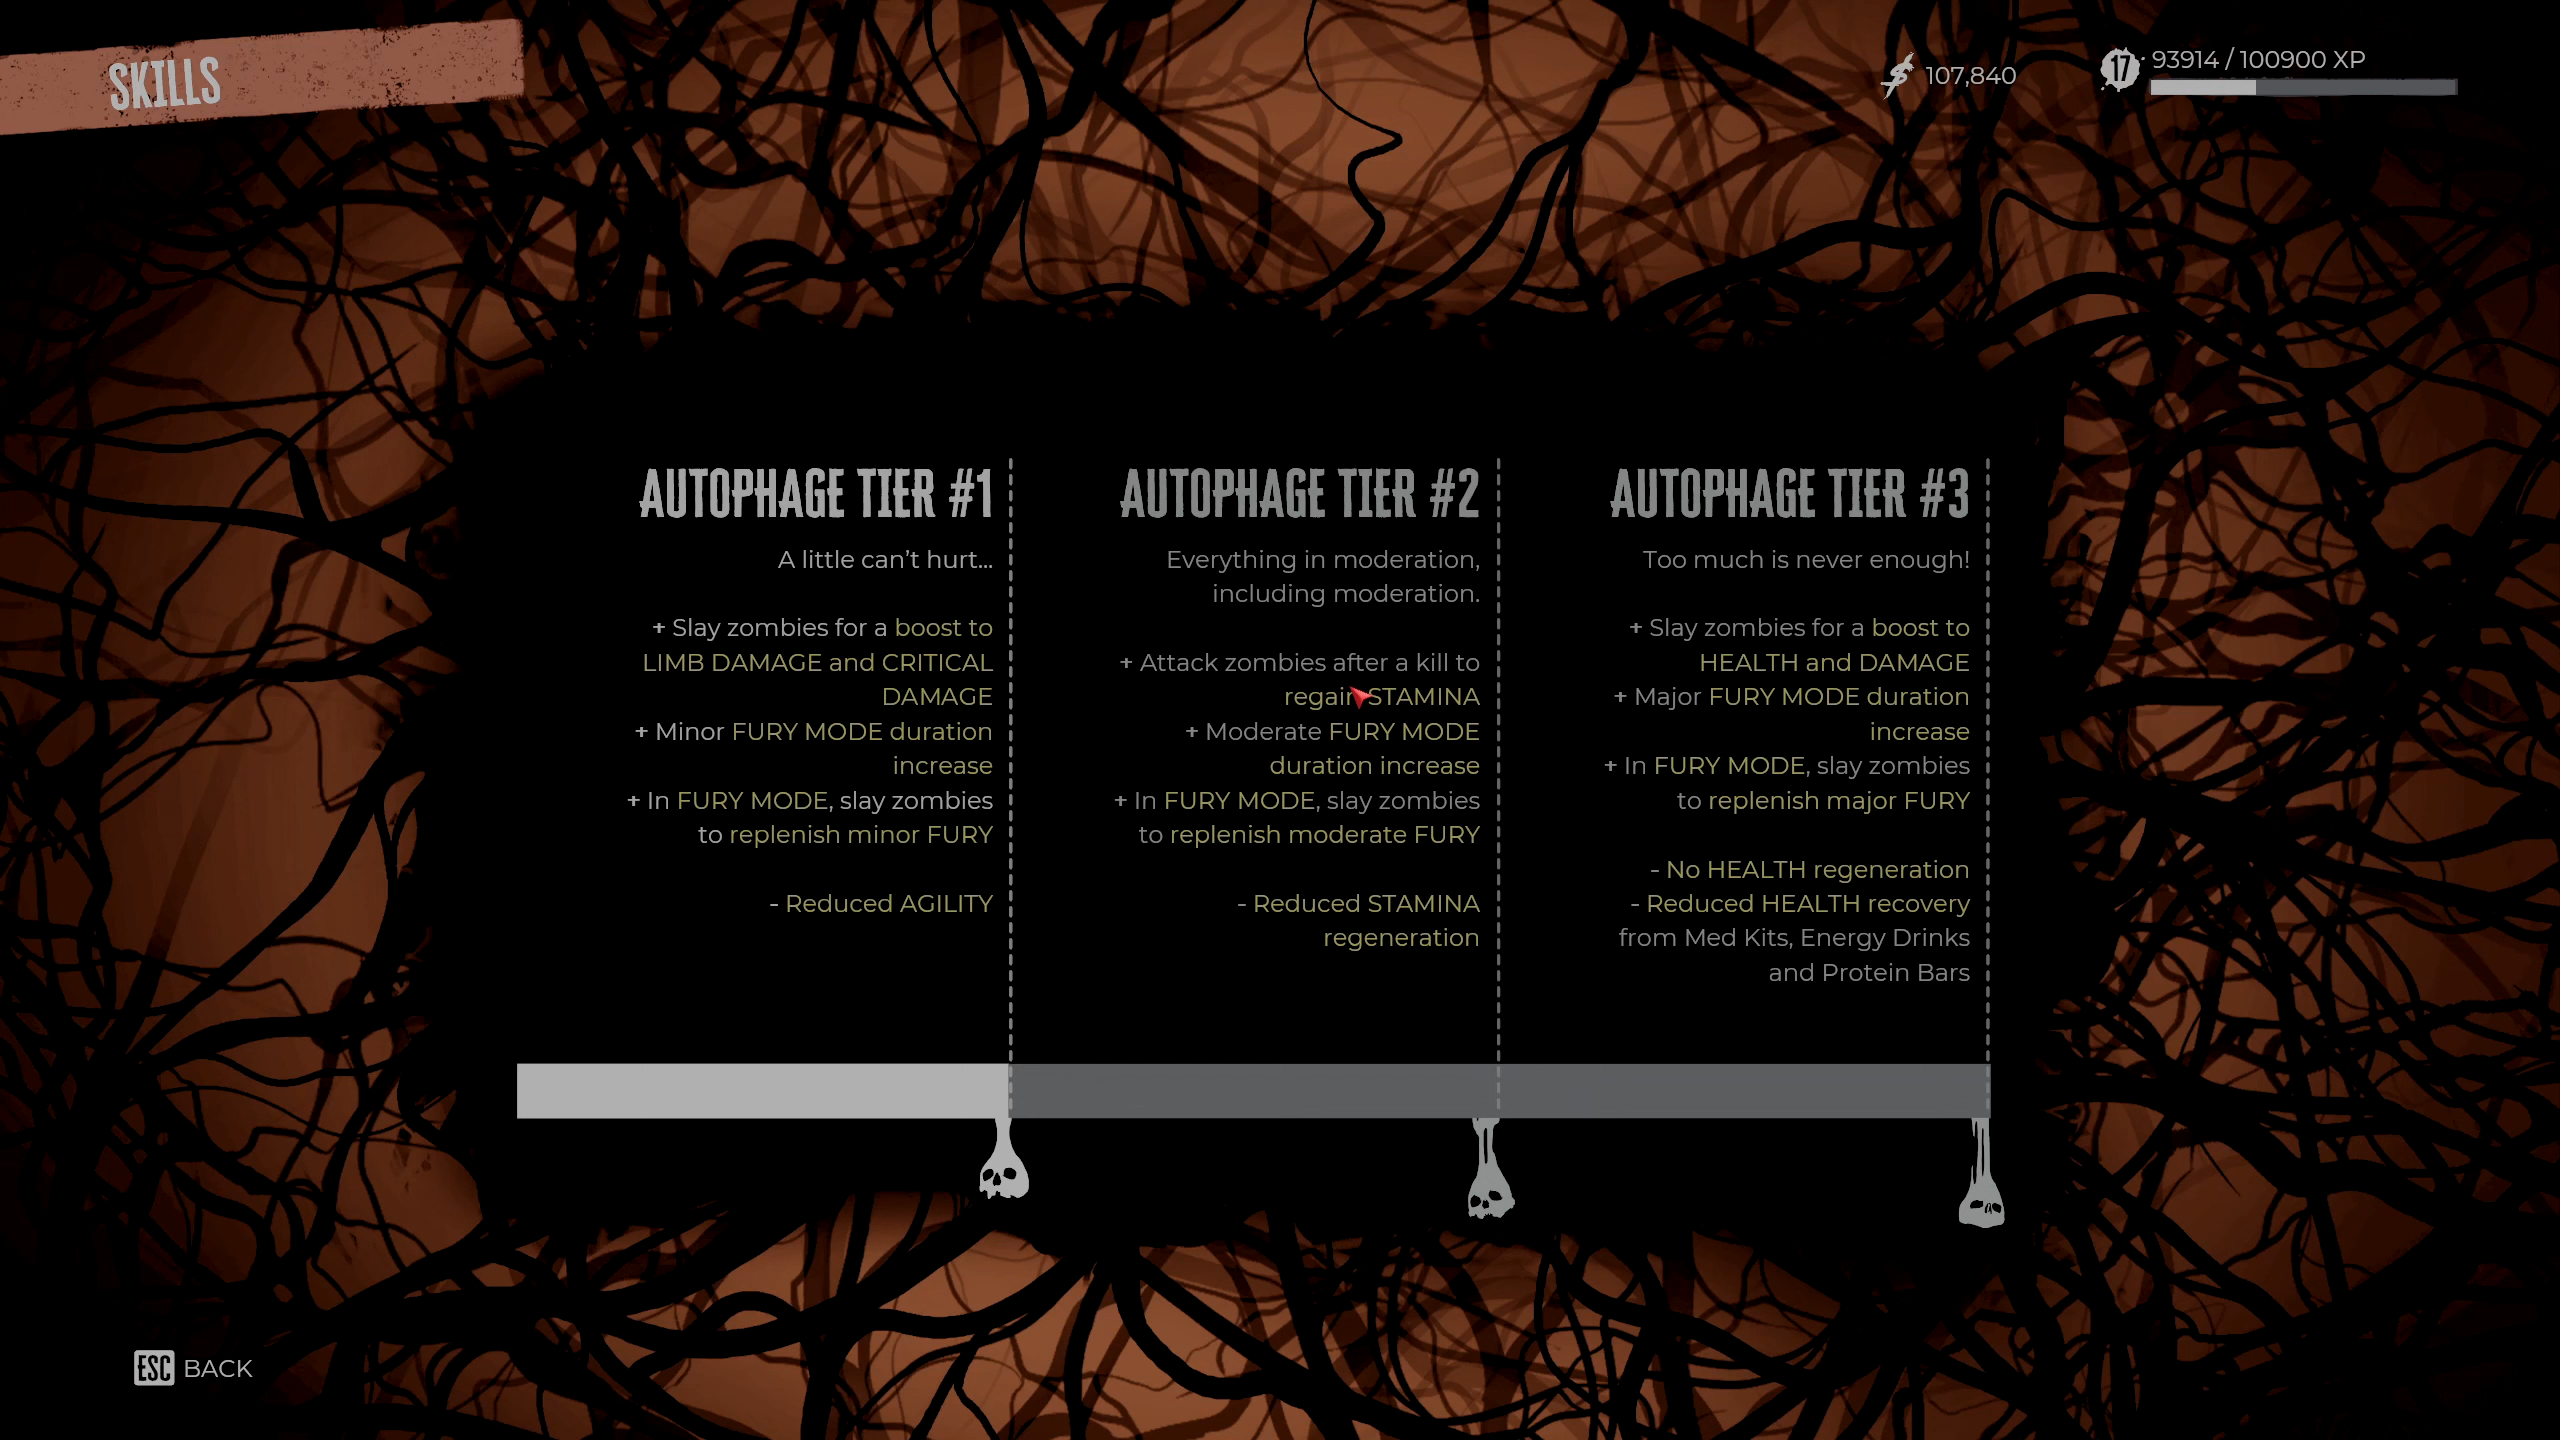 SKILLS
107,840
17
93914 / 100900 XP
AUTOPHAGE TIER #1
A little can't hurt...
+ Slay zombies for a boost to
LIMB DAMAGE and CRITICAL
DAMAGE
+ Minor FURY MODE duration
increase
+ In FURY MODE, slay zombies
to replenish minor FURY
- Reduced AGILITY
AUTOPHAGE TIER #2
Everything in moderation,
including moderation.
+ Attack zombies after a kill to
regain STAMINA
+ Moderate FURY MODE
duration increase
+ In FURY MODE, slay zombies
to replenish moderate FURY
- Reduced STAMINA
regeneration
AUTOPHAGE TIER #3
Too much is never enough!
+ Slay zombies for a boost to
HEALTH and DAMAGE
+ Major FURY MODE duration
increase
+ In FURY MODE, slay zombies
to replenish major FURY
- No HEALTH regeneration
- Reduced HEALTH recovery
from Med Kits, Energy Drinks
and Protein Bars
ESC BACK